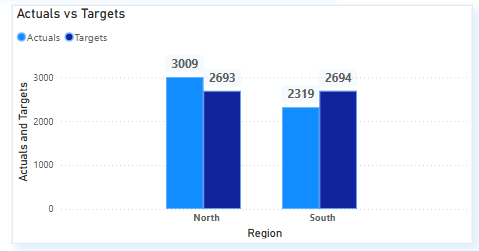 Actuals vs Targets
Actuals Targets
Actuals and Targets
3000
2000
1000
0
3009
2693
2319
2694
North
South
Region